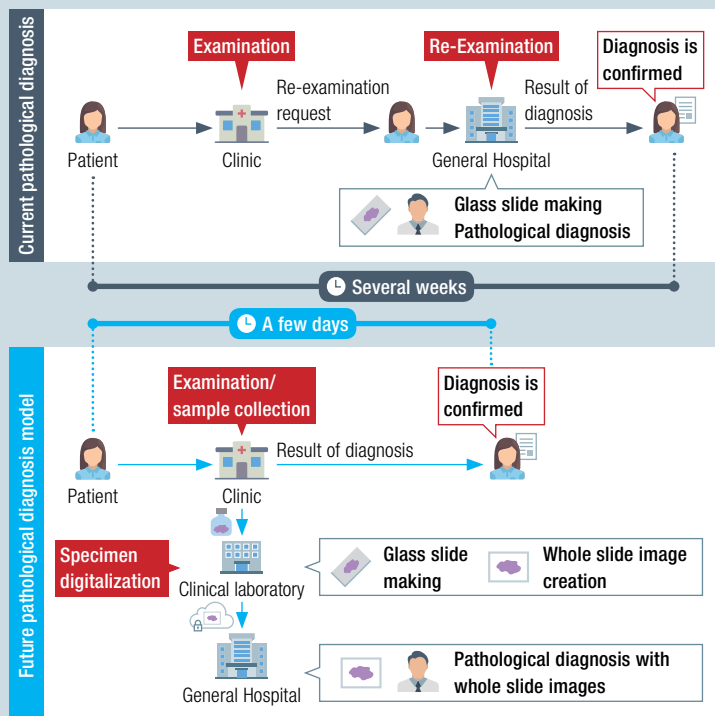 Current pathological diagnosis
Examination
Re-Examination
Diagnosis is
confirmed
Re-examination
request
Result of
diagnosis
Patient
Clinic
General Hospital
Glass slide making
Pathological diagnosis
Several weeks
A few days
Future pathological diagnosis model
Examination/
sample collection
Diagnosis is
confirmed
Result of diagnosis
Patient
Clinic
Specimen
digitalization
Clinical laboratory
Glass slide
making
Whole slide image
creation
General Hospital
Pathological diagnosis with
whole slide images